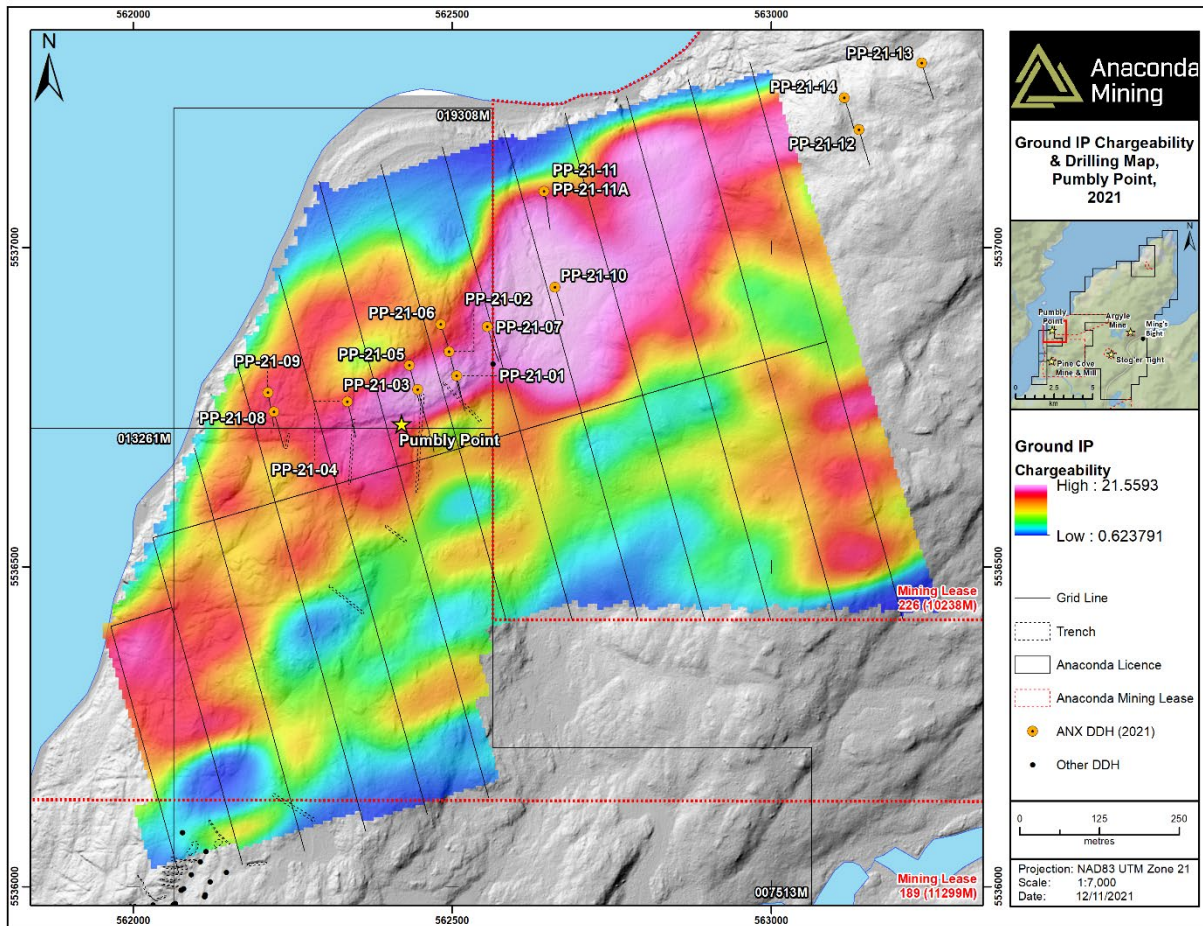 562000
562500
563000
N
5537000
5536500
5536000
5537000
5536500
5536000
019308M
PP-21-13
PP-21-14
PP-21-12
PP-21-11
PP-21-11A
PP-21-10
PP-21-02
PP-21-06
PP-21-07
PP-21-05
PP-21-09
PP-21-03
PP-21-01
PP-21-08
013261M
Pumbly Point
PP-21-04
Mining Lease
226 (10238M)
Mining Lease
189 (11299M)
007513M
562000
562500
563000
Anaconda
Mining
Ground IP Chargeability
& Drilling Map,
Pumbly Point,
2021
N
Pumbly
Point
Argyle
Mine
Ming's
Bight
Stog'er Tight
Pine Cove
Mine & Mill
0 2.5 5
km
Ground IP
Chargeability
High : 21.5593
Low : 0.623791
Grid Line
Trench
Anaconda Licence
Anaconda Mining Lease
ANX DDH (2021)
Other DDH
0 125 250
metres
Projection: NAD83 UTM Zone 21
Scale: 1:7,000
Date: 12/11/2021